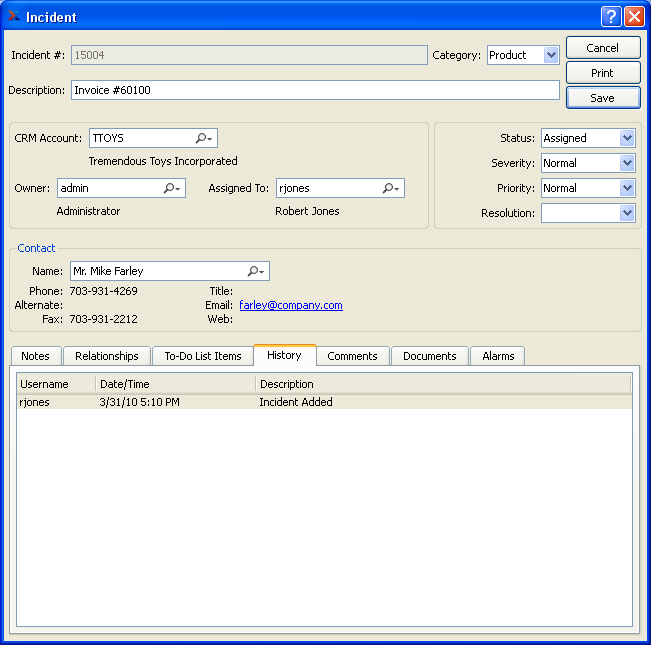 Incident
Incident #: 15004 Category: Product Cancel
Print
Description: Invoice #60100 Save
CRM Account: TTOYS Status: Assigned
Tremendous Toys Incorporated Severity: Normal
Owner: admin Assigned To: rjones Priority: Normal
Administrator Robert Jones Resolution:
Contact
Name: Mr. Mike Farley
Phone: 703-931-4269 Title:
Alternate: Email: farley@company.com
Fax: 703-931-2212 Web:
Notes Relationships To-Do List Items History Comments Documents Alarms
Username Date/Time Description
rjones 3/31/10 5:10 PM Incident Added